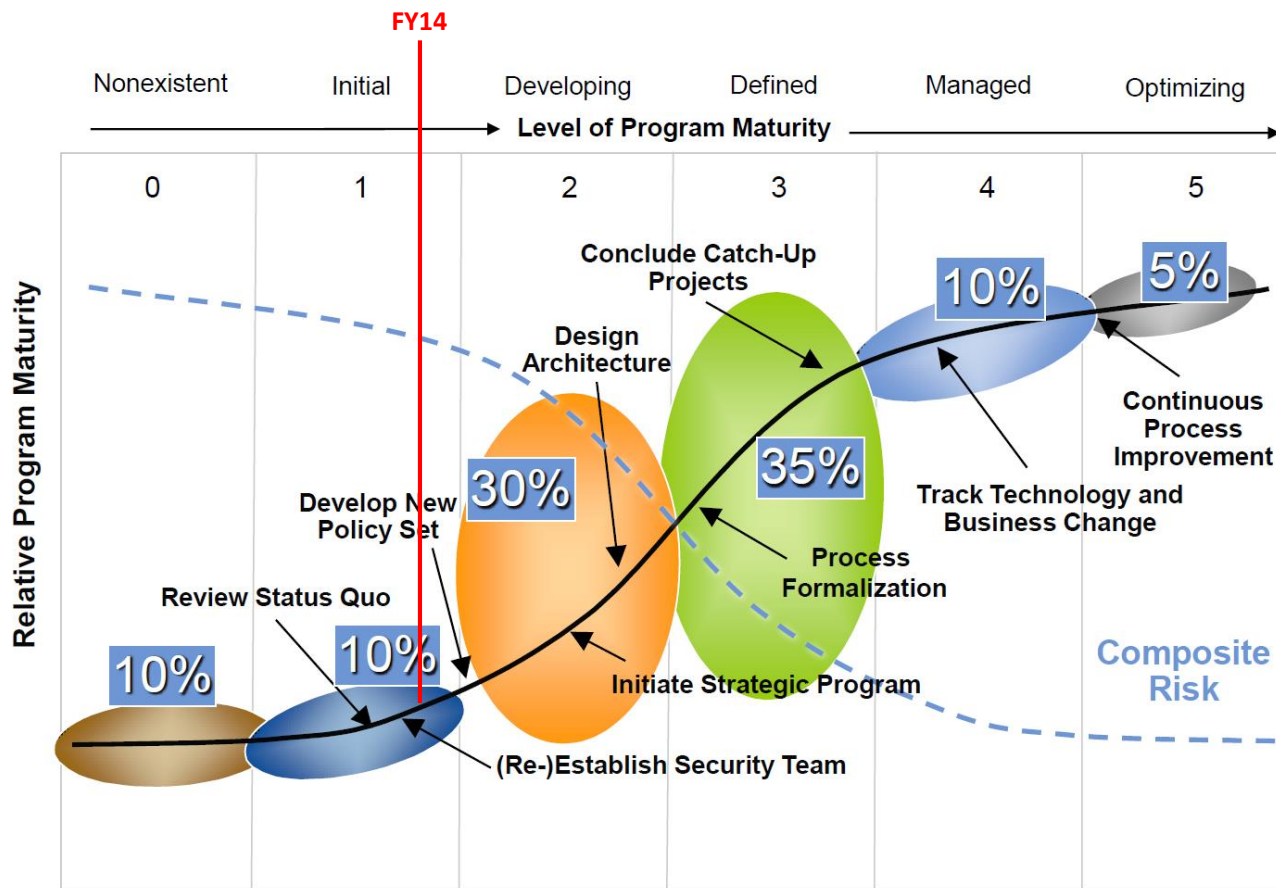 FY14
Nonexistent
Initial
Developing
Defined
Managed
Optimizing
Level of Program Maturity
0
1
2
3
4
5
Relative Program Maturity
Conclude Catch-Up
Projects
10%
5%
Design
Architecture
Continuous
Process
Improvement
30%
35%
Develop New
Policy Set
Track Technology and
Business Change
Process
Formalization
Review Status Quo
10%
10%
Initiate Strategic Program
Composite
Risk
(Re-)Establish Security Team